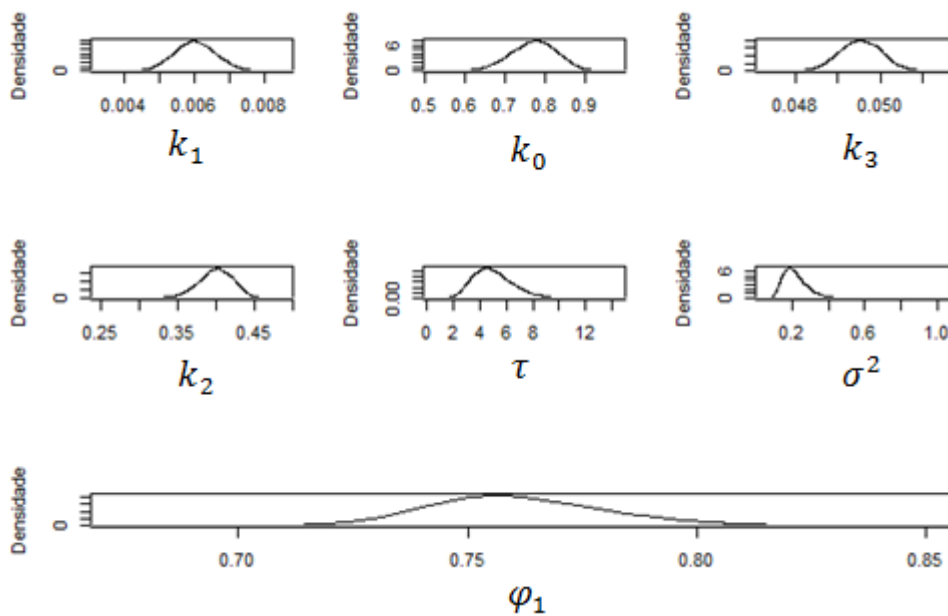 Densidade 0 0.004 0.006 0.008 k₁
Densidade 0 6 0.5 0.6 0.7 0.8 0.9 k₀
Densidade 0 0.048 0.050 k₃
Densidade 0 0.25 0.35 0.45 k₂
Densidade 0.00 0 2 4 6 8 12 τ
Densidade 0 6 0.2 0.6 1.0 σ²
Densidade 0 0.70 0.75 0.80 0.85 φ₁